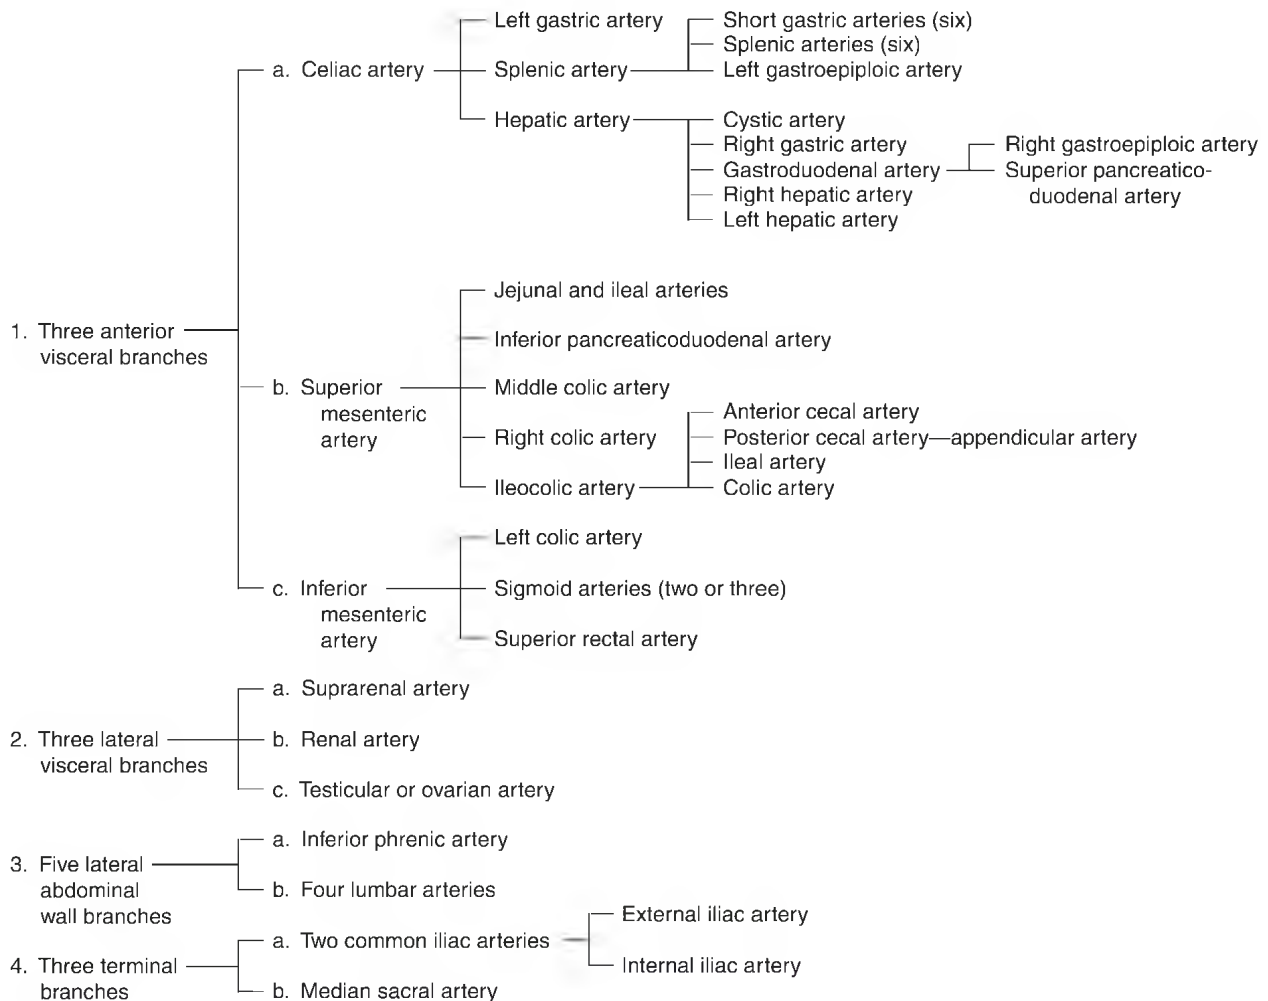 Left gastric artery
Short gastric arteries (six)
Splenic arteries (six)
a. Celiac artery
Splenic artery
Left gastroepiploic artery
Hepatic artery
Cystic artery
Right gastric artery
Right gastroepiploic artery
Gastroduodenal artery
Superior pancreatico-
duodenal artery
Right hepatic artery
Left hepatic artery
1. Three anterior
visceral branches
Jejunal and ileal arteries
Inferior pancreaticoduodenal artery
b. Superior
mesenteric
artery
Middle colic artery
Right colic artery
Anterior cecal artery
Posterior cecal artery—appendicular artery
Ileal artery
Ileocolic artery
Colic artery
Left colic artery
c. Inferior
mesenteric
artery
Sigmoid arteries (two or three)
Superior rectal artery
2. Three lateral
visceral branches
a. Suprarenal artery
b. Renal artery
c. Testicular or ovarian artery
3. Five lateral
abdominal
wall branches
a. Inferior phrenic artery
b. Four lumbar arteries
4. Three terminal
branches
a. Two common iliac arteries
External iliac artery
Internal iliac artery
b. Median sacral artery